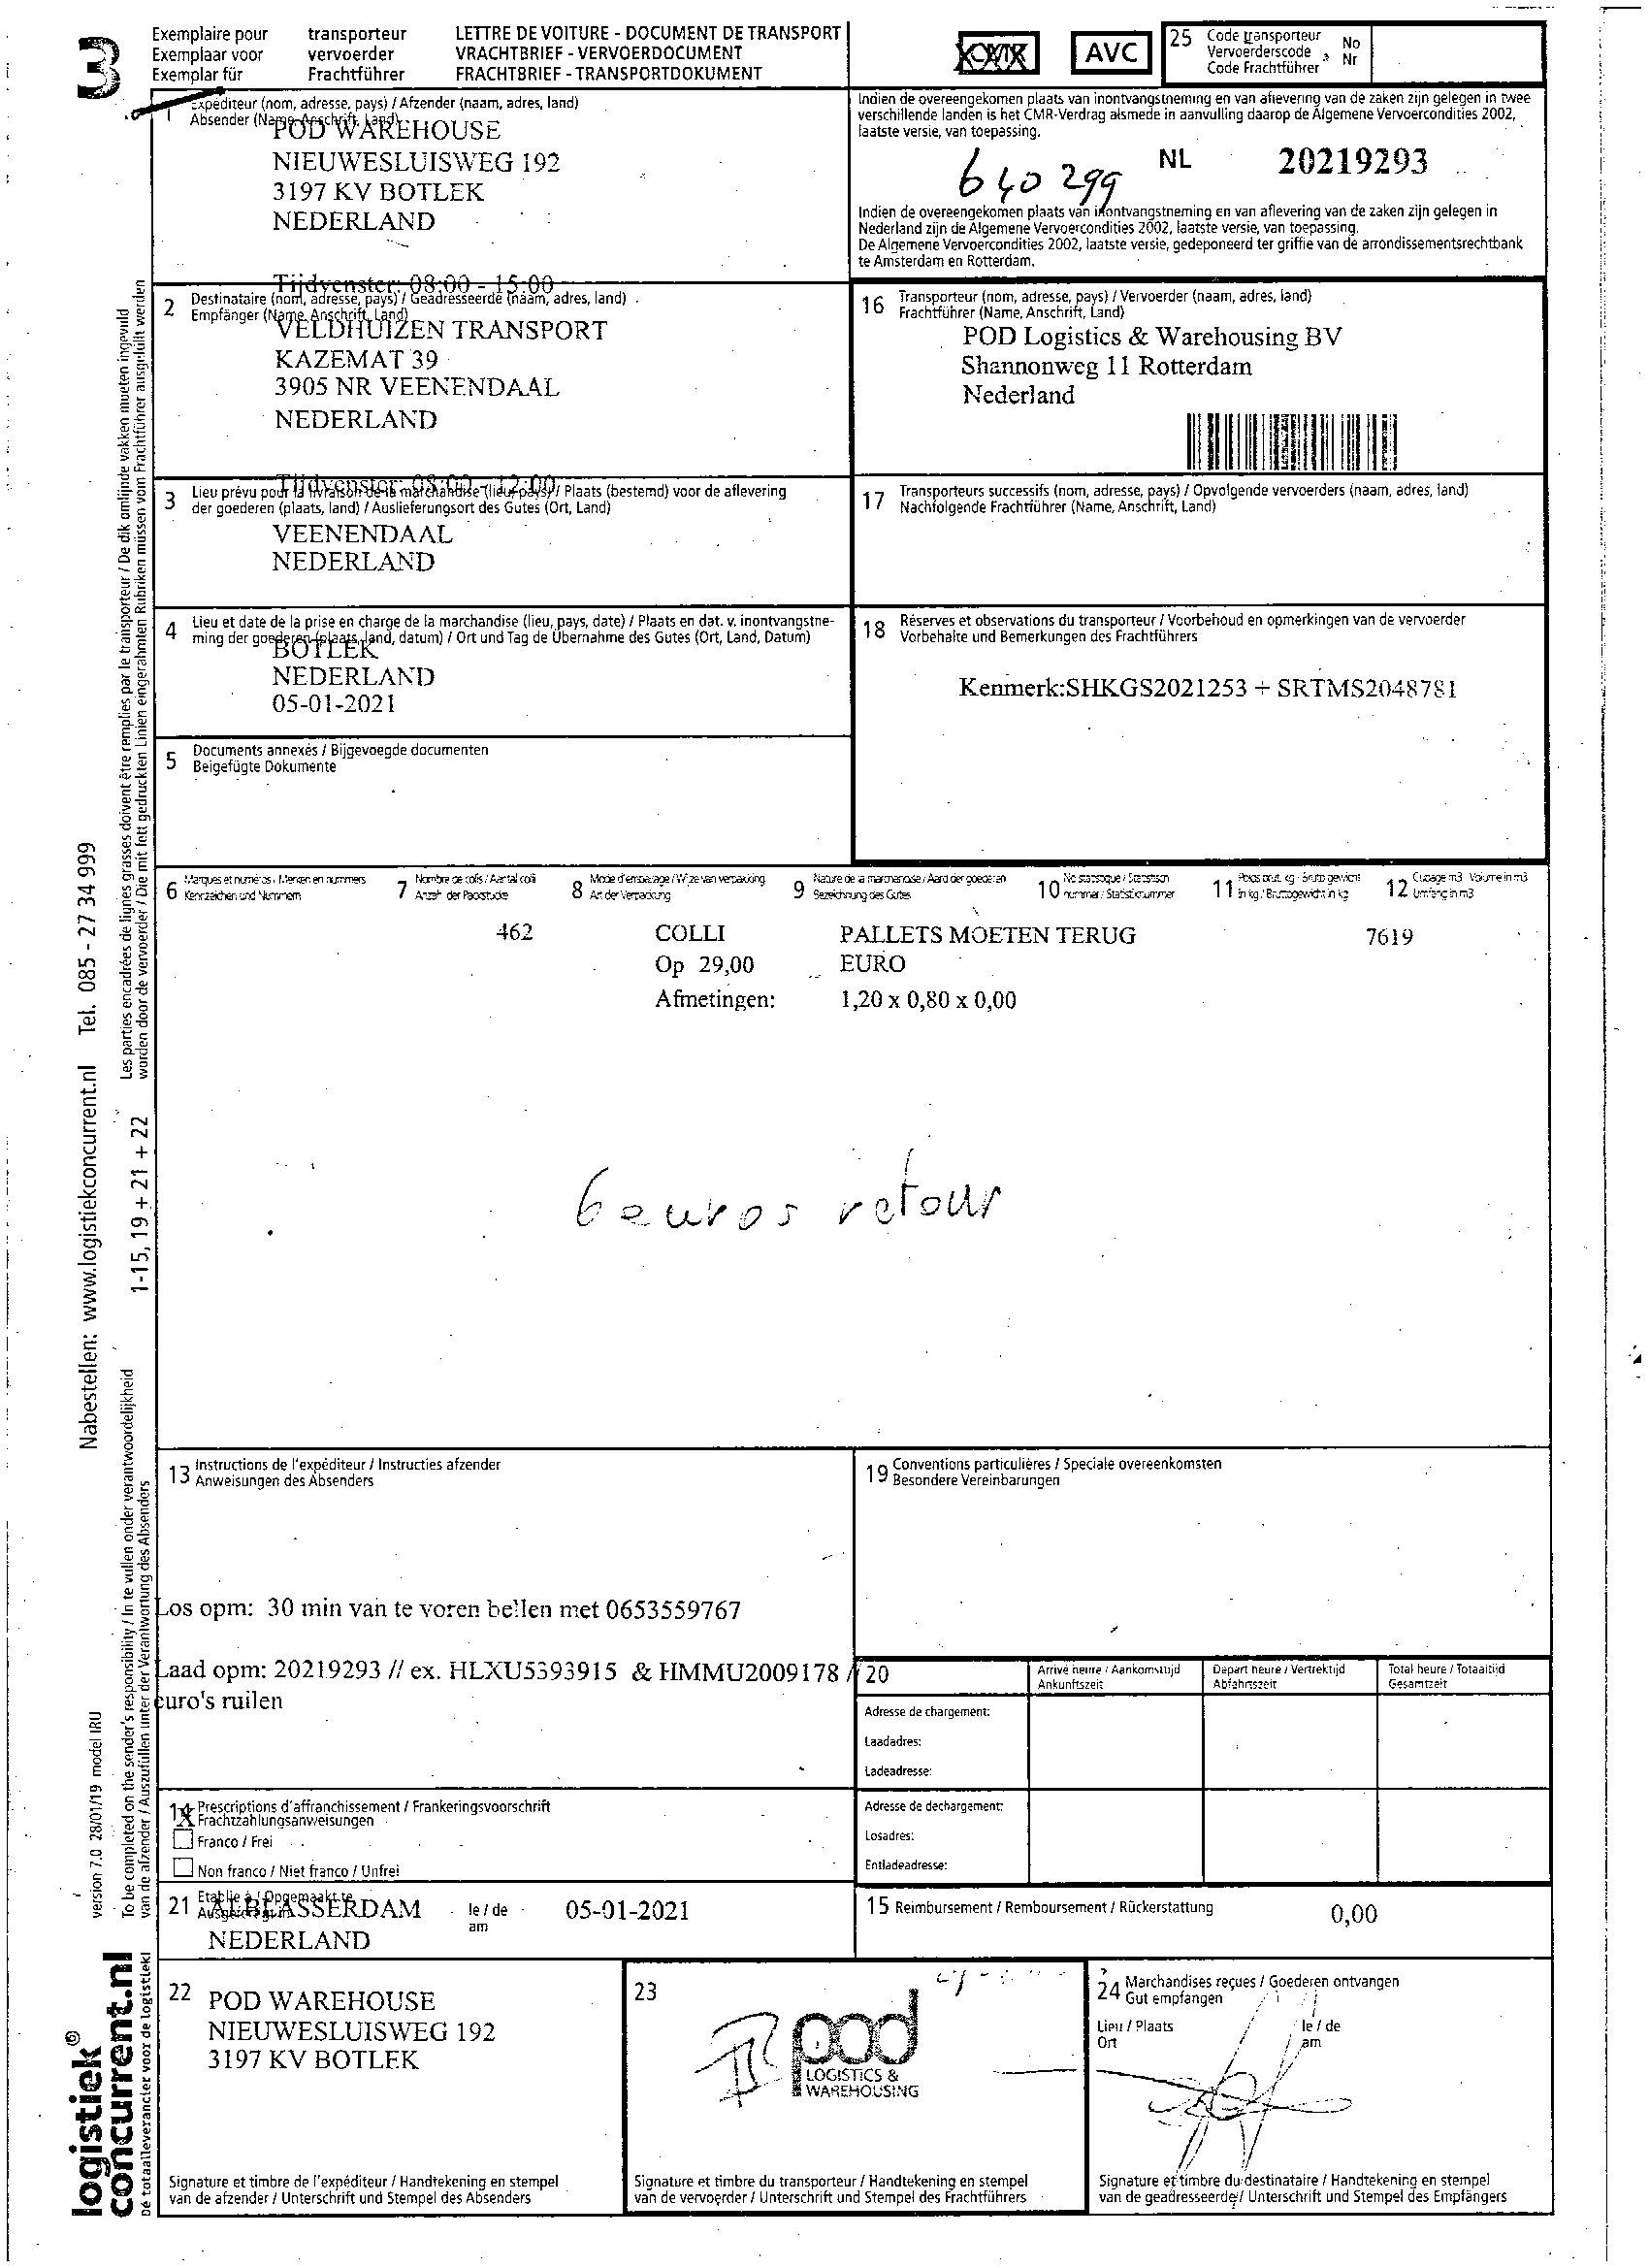 3
Exemplaire pour transporteur
Exemplaar voor vervoerder
Exemplar für Frachtführer
LETTRE DE VOITURE - DOCUMENT DE TRANSPORT
VRACHTBRIEF - VERVOERDOCUMENT
FRACHTBRIEF - TRANSPORTDOKUMENT
AVC
25 Code transporteur No
Vervoerderscode Nr
Code Frachtführer
1 Expéditeur (nom, adresse, pays) / Afzender (naam, adres, land)
Absender (Name, Anschrift, Land)
POD WAREHOUSE
NIEUWESLUISWEG 192
3197 KV BOTLEK
NEDERLAND
Tijdvenster: 08:00 - 15:00
Indien de overeengekomen plaats van inontvangstneming en van aflevering van de zaken zijn gelegen in twee
verschillende landen is het CMR-Verdrag alsmede in aanvulling daarop de Algemene Vervoercondities 2002,
laatste versie, van toepassing.
640299
NL 20219293
Indien de overeengekomen plaats van inontvangstneming en van aflevering van de zaken zijn gelegen in
Nederland zijn de Algemene Vervoercondities 2002, laatste versie, van toepassing.
De Algemene Vervoercondities 2002, laatste versie, gedeponeerd ter griffie van de arrondissementsrechtbank
te Amsterdam en Rotterdam.
2 Destinataire (nom, adresse, pays) / Geadresseerde (naam, adres, land)
Empfänger (Name, Anschrift, Land)
VELDHUIZEN TRANSPORT
KAZEMAT 39
3905 NR VEENENDAAL
NEDERLAND
Tijdvenster: 08:00 - 12:00
16 Transporteur (nom, adresse, pays) / Vervoerder (naam, adres, land)
Frachtführer (Name, Anschrift, Land)
POD Logistics & Warehousing BV
Shannonweg 11 Rotterdam
Nederland
3 Lieu prévu pour la livraison de la marchandise (lieu, pays) / Plaats (bestemd) voor de aflevering
der goederen (plaats, land) / Auslieferungsort des Gutes (Ort, Land)
VEENENDAAL
NEDERLAND
17 Transporteurs successifs (nom, adresse, pays) / Opvolgende vervoerders (naam, adres, land)
Nachfolgende Frachtführer (Name, Anschrift, Land)
4 Lieu et date de la prise en charge de la marchandise (lieu, pays, date) / Plaats en dat. v. inontvangstne-
ming der goederen (plaats, land, datum) / Ort und Tag de Übernahme des Gutes (Ort, Land, Datum)
BOTLEK
NEDERLAND
05-01-2021
18 Réserves et observations du transporteur / Voorbehoud en opmerkingen van de vervoerder
Vorbehalte und Bemerkungen des Frachtführers
Kenmerk:SHKGS2021253 + SRTMS2048781
5 Documents annexés / Bijgevoegde documenten
Beigefügte Dokumente
6 Marques et numéros / Merken en nummers
Kennzeichen und Nummern
7 Nombre de colis / Aantal colli
Anzahl der Packstücke
8 Mode d'emballage / Wijze van verpakking
Art der Verpackung
9 Nature de la marchandise / Aard der goederen
Bezeichnung des Gutes
10 No statistique / Statistisch
nummer / Statistiknummer
11 Poids brut, kg / Bruto gewicht
in kg / Bruttogewicht in kg
12 Cubage m3 Volume in m3
Umfang in m3
462 COLLI PALLETS MOETEN TERUG 7619
Op 29,00 EURO
Afmetingen: 1,20 x 0,80 x 0,00
6 euros retour
13 Instructions de l'expéditeur / Instructies afzender
Anweisungen des Absenders
19 Conventions particulières / Speciale overeenkomsten
Besondere Vereinbarungen
Los opm: 30 min van te voren bellen met 0653559767
Laad opm: 20219293 // ex. HLXU5393915 & HMMU2009178 /
euro's ruilen
20 Arrivé heure / Aankomsttijd
Ankunftszeit
Depart heure / Vertrektijd
Abfahrtszeit
Total heure / Totaaltijd
Gesamtzeit
Adresse de chargement:
Laadadres:
Ladeadresse:
Adresse de dechargement:
Losadres:
Entladeadresse:
14 Prescriptions d'affranchissement / Frankeringsvoorschrift
X Frachtzahlungsanweisungen
Franco / Frei
Non franco / Niet franco / Unfrei
21 Etablie à / Opgemaakt te
ALBLASSERDAM le / de 05-01-2021
am
NEDERLAND
15 Reimbursement / Remboursement / Rückerstattung 0,00
22 POD WAREHOUSE
NIEUWESLUISWEG 192
3197 KV BOTLEK
Signature et timbre de l'expéditeur / Handtekening en stempel
van de afzender / Unterschrift und Stempel des Absenders
23
pod
LOGISTICS &
WAREHOUSING
Signature et timbre du transporteur / Handtekening en stempel
van de vervoerder / Unterschrift und Stempel des Frachtführers
24 Marchandises reçues / Goederen ontvangen
Gut empfangen
Lieu / Plaats le / de
Ort am
Signature et timbre du destinataire / Handtekening en stempel
van de geadresseerde / Unterschrift und Stempel des Empfängers
Les parties encadrées de lignes grasses doivent être remplies par le transporteur / De dik omlijnde vakken moeten ingevuld
worden door de vervoerder / Die mit fett gedruckten Linien eingerahmten Rubriken müssen vom Frachtführer ausgefüllt werden
1-15, 19 + 21 + 22
To be completed on the sender's responsibility / In te vullen onder verantwoordelijkheid
van de afzender / Auszufüllen unter der Verantwortung des Absenders
Nabestellen: www.logistiekconcurrent.nl Tel. 085 - 27 34 999
version 7.0 28/01/19 model IRU
logistiek®
concurrent.nl
Dé totaalleverancier voor de logistiek!